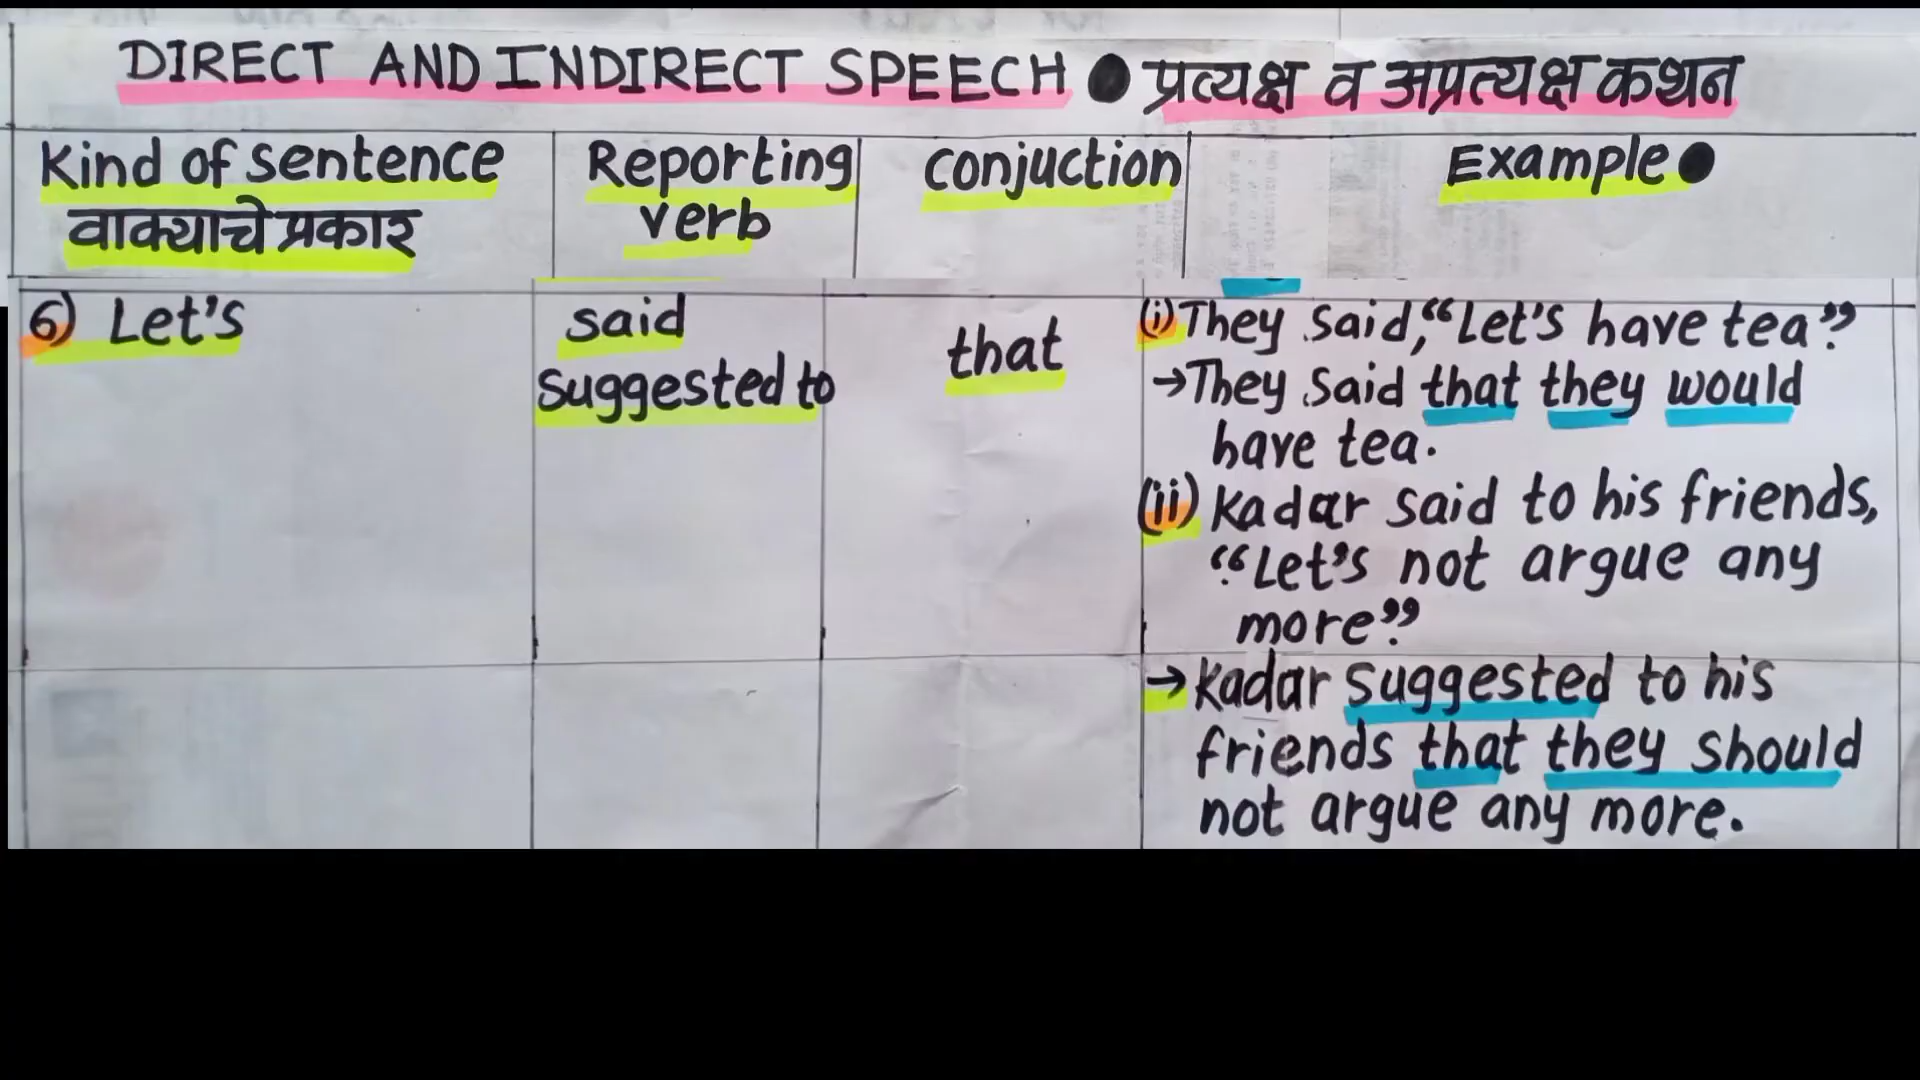 DIRECT AND INDIRECT SPEECH ● प्रत्यक्ष व अप्रत्यक्ष कथन
Kind of sentence
वाक्याचे प्रकार
Reporting
verb
conjuction
Example ●
6) Let's
said
suggested to
that
(i) They said, “Let's have tea”.
→They said that they would
have tea.
(ii) Kadar said to his friends,
“Let's not argue any
more”.
→Kadar suggested to his
friends that they should
not argue any more.